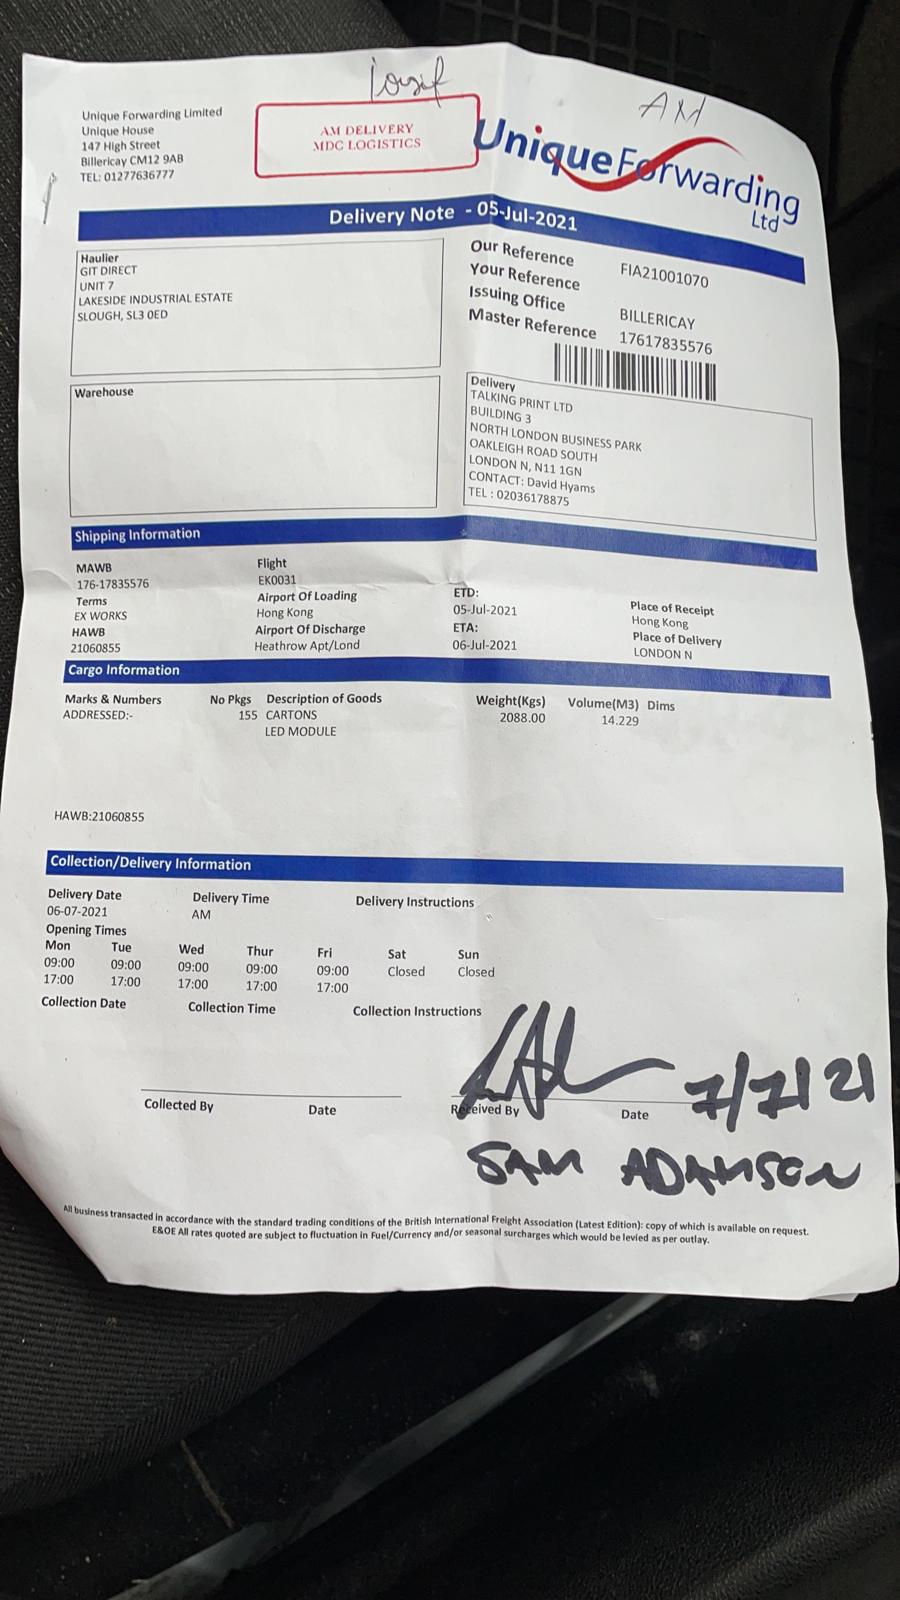 Iosif
AM
Unique Forwarding Limited
Unique House
147 High Street
Billericay CM12 9AB
TEL: 01277636777
AM DELIVERY
MDC LOGISTICS
UniqueForwarding
Ltd
Delivery Note - 05-Jul-2021
Haulier
GIT DIRECT
UNIT 7
LAKESIDE INDUSTRIAL ESTATE
SLOUGH, SL3 0ED
Our Reference FIA21001070
Your Reference
Issuing Office BILLERICAY
Master Reference 17617835576
Warehouse
Delivery
TALKING PRINT LTD
BUILDING 3
NORTH LONDON BUSINESS PARK
OAKLEIGH ROAD SOUTH
LONDON N, N11 1GN
CONTACT: David Hyams
TEL : 02036178875
Shipping Information
MAWB
176-17835576
Terms
EX WORKS
HAWB
21060855
Flight
EK0031
Airport Of Loading
Hong Kong
Airport Of Discharge
Heathrow Apt/Lond
ETD:
05-Jul-2021
ETA:
06-Jul-2021
Place of Receipt
Hong Kong
Place of Delivery
LONDON N
Cargo Information
Marks & Numbers No Pkgs Description of Goods Weight(Kgs) Volume(M3) Dims
ADDRESSED:- 155 CARTONS 2088.00 14.229
LED MODULE
HAWB:21060855
Collection/Delivery Information
Delivery Date Delivery Time Delivery Instructions
06-07-2021 AM
Opening Times
Mon Tue Wed Thur Fri Sat Sun
09:00 09:00 09:00 09:00 09:00 Closed Closed
17:00 17:00 17:00 17:00 17:00
Collection Date Collection Time Collection Instructions
7/7/21
Collected By Date Received By Date
SAM ADAMSON
All business transacted in accordance with the standard trading conditions of the British International Freight Association (Latest Edition): copy of which is available on request.
E&OE All rates quoted are subject to fluctuation in Fuel/Currency and/or seasonal surcharges which would be levied as per outlay.